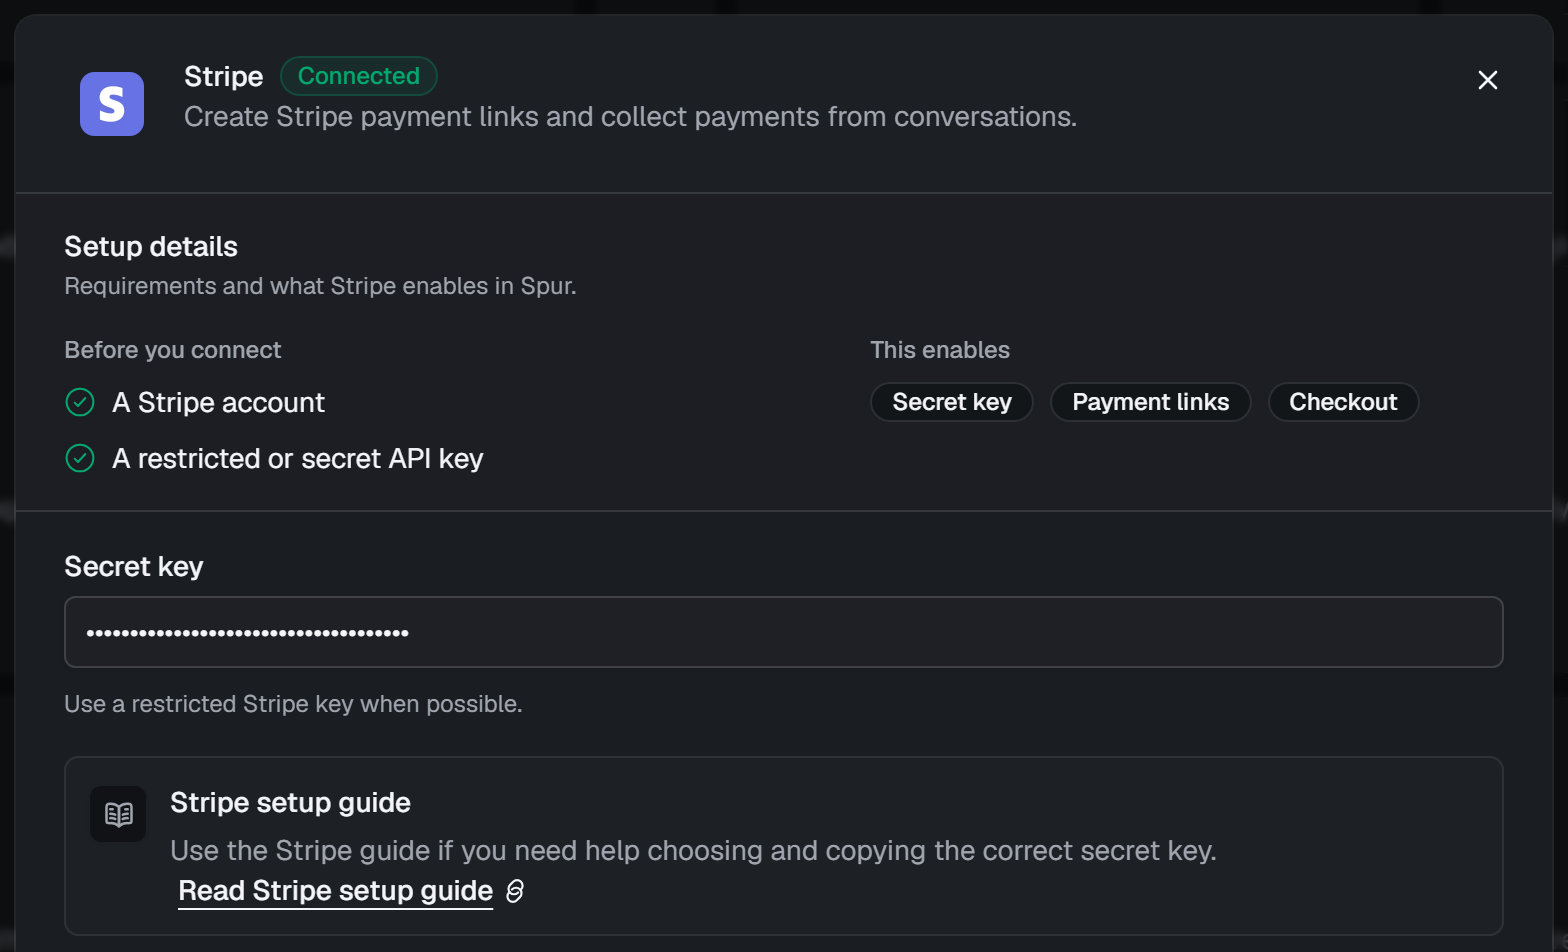 S
Stripe
Connected
Create Stripe payment links and collect payments from conversations.
Setup details
Requirements and what Stripe enables in Spur.
Before you connect
A Stripe account
A restricted or secret API key
This enables
Secret key
Payment links
Checkout
Secret key
••••••••••••••••••••••••••••••••••••
Use a restricted Stripe key when possible.
Stripe setup guide
Use the Stripe guide if you need help choosing and copying the correct secret key.
Read Stripe setup guide